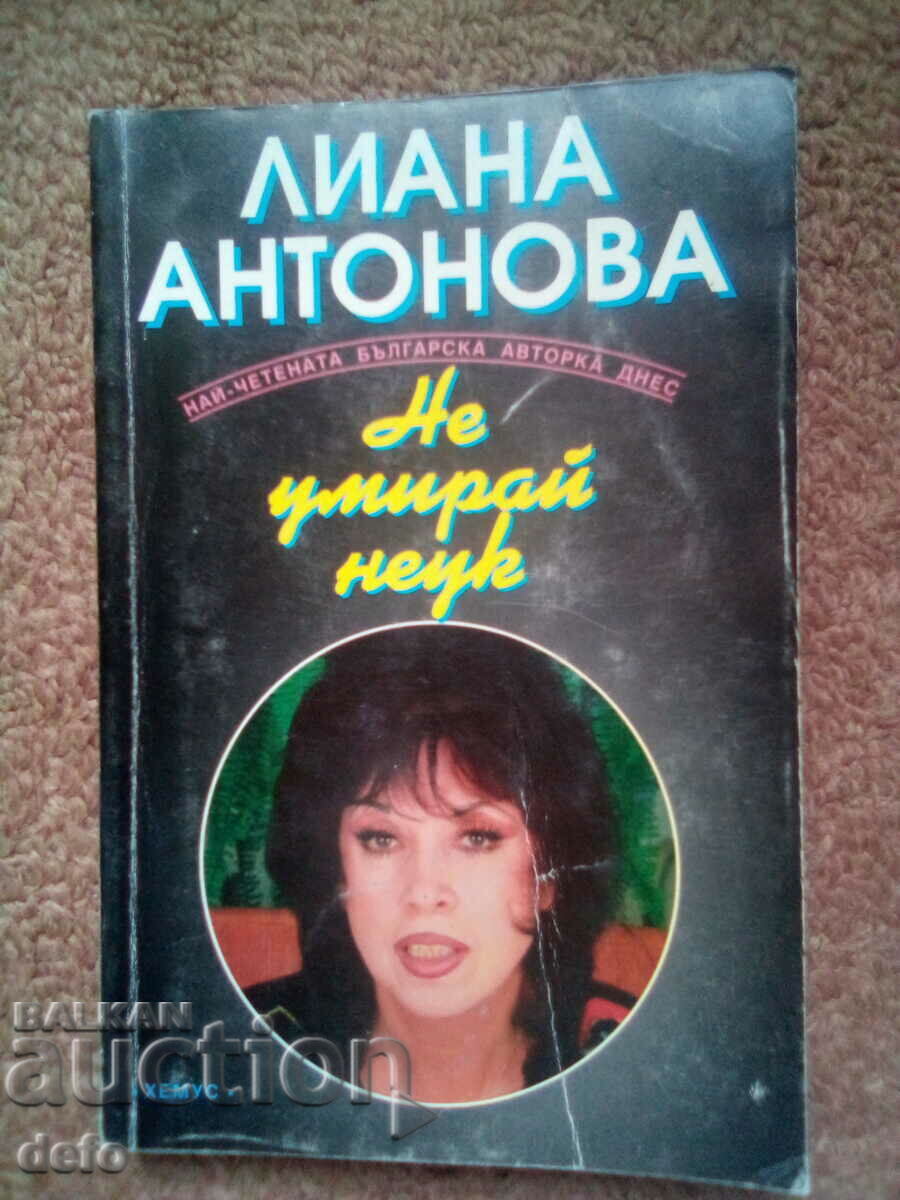 ЛИАНА
АНТОНОВА
НАЙ-ЧЕТЕНАТА БЪЛГАРСКА АВТОРКА ДНЕС
Не
умирай
неук
BALKAN
auction
ХЕМУС
defo